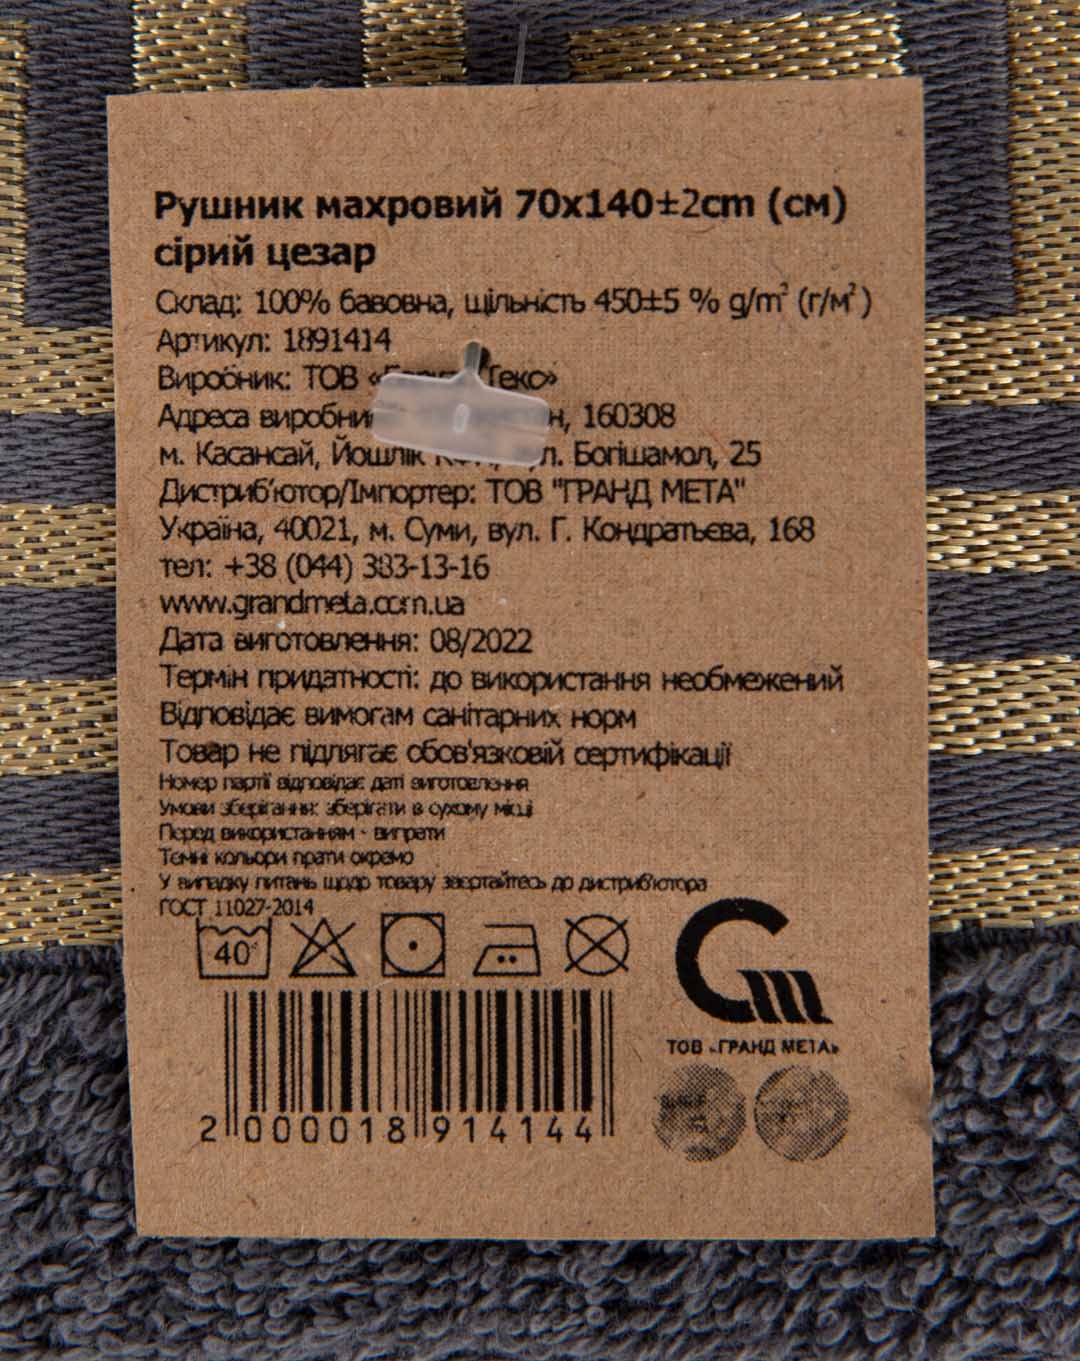 Рушник махровий 70х140±2cm (см)
сірий цезар
Склад: 100% бавовна, щільність 450±5 % g/m² (г/м²)
Артикул: 1891414
Виробник: ТОВ Текс»
Адреса 160308
м. Касансай, Йошлік Богішамол, 25
Дистриб'ютор/Імпортер: ТОВ "ГРАНД МЕТА"
Україна, 40021, м. Суми, вул. Г. Кондратьєва, 168
тел: +38 (044) 383-13-16
www.grandmeta.com.ua
Дата виготовлення: 08/2022
Термін придатності: до використання необмежений
Відповідає вимогам санітарних норм
Товар не підлягає обов'язковій сертифікації
Номер партії відповідає даті виготовлення
Умови зберігання: зберігати в сухому місці
Перед використанням - випрати
Темні кольори прати окремо
У випадку питань щодо товару звертайтесь до дистриб'ютора
ГОСТ 11027-2014
40°
ТОВ «ГРАНД МЕТА»
2 000018 914144